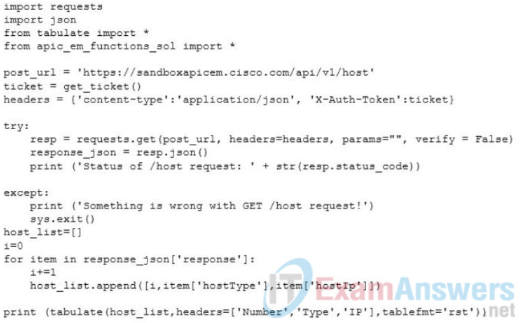 import requests
import json
from tabulate import *
from apic_em_functions_sol import *
post_url = 'https://sandboxapicem.cisco.com/api/v1/host'
ticket = get_ticket()
headers = {'content-type':'application/json', 'X-Auth-Token':ticket}
try:
    resp = requests.get(post_url, headers=headers, params="", verify = False)
    response_json = resp.json()
    print ('Status of /host request: ' + str(resp.status_code))
except:
    print ('Something is wrong with GET /host request!')
    sys.exit()
host_list=[]
i=0
for item in response_json['response']:
    i+=1
    host_list.append([i,item['hostType'],item['hostIp']])
print (tabulate(host_list,headers=['Number','Type','IP'],tablefmt='rst'))
IT ExamAnswers
.net